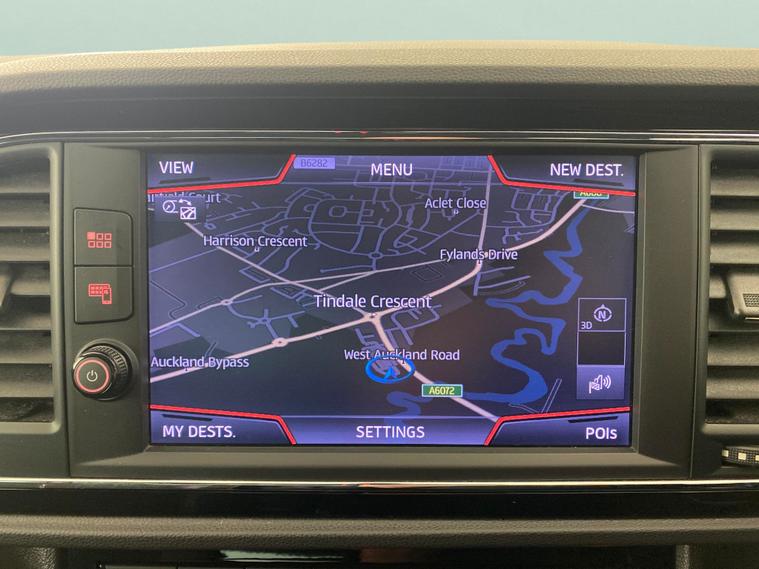 VIEW
B6282
MENU
NEW DEST.
Court
Aclet Close
Harrison Crescent
Fylands Drive
Tindale Crescent
N
3D
West Auckland Road
Auckland Bypass
A6072
MY DESTS.
SETTINGS
POIs